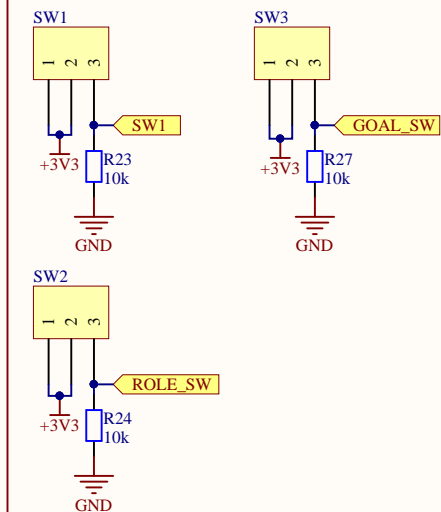 SW1
1 2 3
SW1
+3V3
R23
10k
GND
SW3
1 2 3
GOAL_SW
+3V3
R27
10k
GND
SW2
1 2 3
ROLE_SW
+3V3
R24
10k
GND